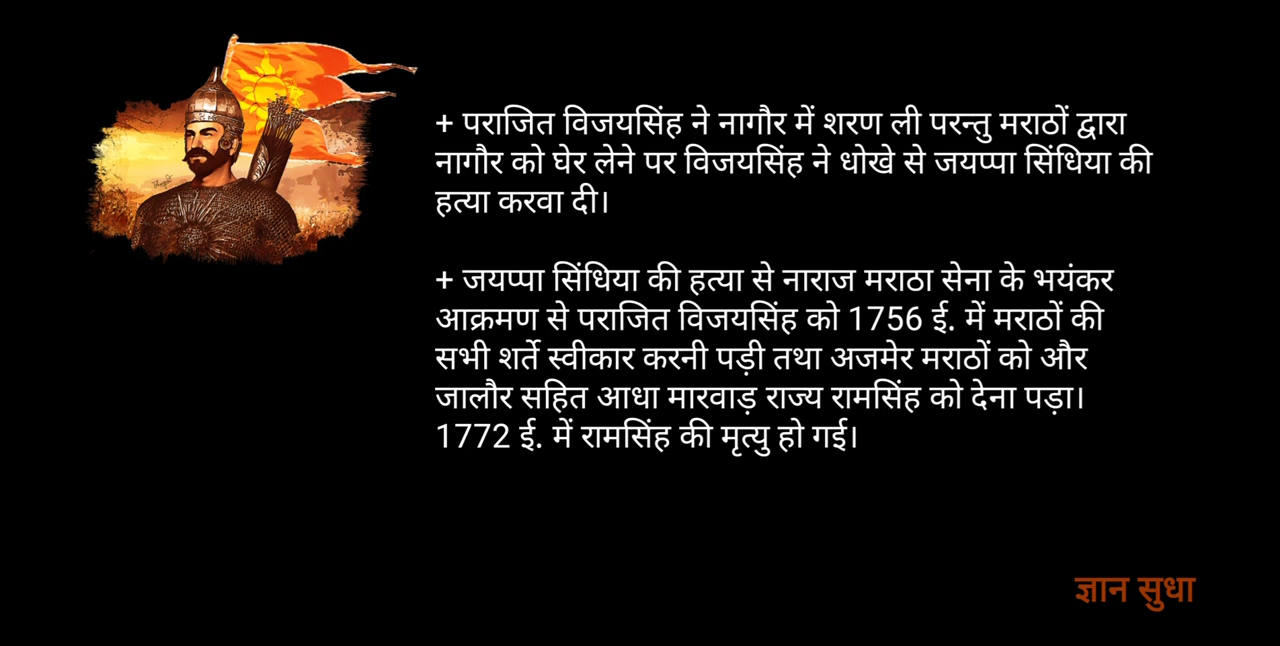 + पराजित विजयसिंह ने नागौर में शरण ली परन्तु मराठों द्वारा
नागौर को घेर लेने पर विजयसिंह ने धोखे से जयप्पा सिंधिया की
हत्या करवा दी।
+ जयप्पा सिंधिया की हत्या से नाराज मराठा सेना के भयंकर
आक्रमण से पराजित विजयसिंह को 1756 ई. में मराठों की
सभी शर्ते स्वीकार करनी पड़ी तथा अजमेर मराठों को और
जालौर सहित आधा मारवाड़ राज्य रामसिंह को देना पड़ा।
1772 ई. में रामसिंह की मृत्यु हो गई।
ज्ञान सुधा